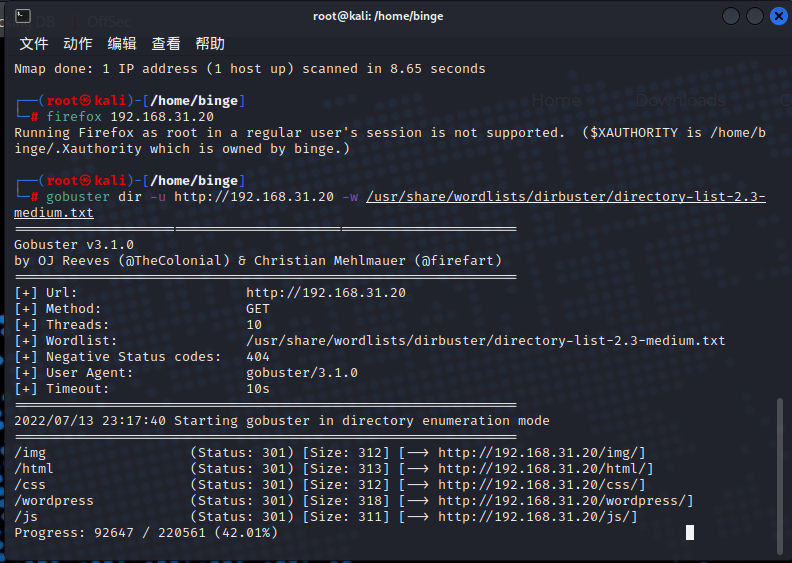 root@kali: /home/binge
文件 动作 编辑 查看 帮助
Nmap done: 1 IP address (1 host up) scanned in 8.65 seconds
┌──(root㉿kali)-[/home/binge]
└─# firefox 192.168.31.20
Running Firefox as root in a regular user's session is not supported.  ($XAUTHORITY is /home/b
inge/.Xauthority which is owned by binge.)
┌──(root㉿kali)-[/home/binge]
└─# gobuster dir -u http://192.168.31.20 -w /usr/share/wordlists/dirbuster/directory-list-2.3-
medium.txt
===============================================================
Gobuster v3.1.0
by OJ Reeves (@TheColonial) & Christian Mehlmauer (@firefart)
===============================================================
[+] Url:                     http://192.168.31.20
[+] Method:                  GET
[+] Threads:                 10
[+] Wordlist:                /usr/share/wordlists/dirbuster/directory-list-2.3-medium.txt
[+] Negative Status codes:   404
[+] User Agent:              gobuster/3.1.0
[+] Timeout:                 10s
===============================================================
2022/07/13 23:17:40 Starting gobuster in directory enumeration mode
===============================================================
/img                  (Status: 301) [Size: 312] [--> http://192.168.31.20/img/]
/html                 (Status: 301) [Size: 313] [--> http://192.168.31.20/html/]
/css                  (Status: 301) [Size: 312] [--> http://192.168.31.20/css/]
/wordpress            (Status: 301) [Size: 318] [--> http://192.168.31.20/wordpress/]
/js                   (Status: 301) [Size: 311] [--> http://192.168.31.20/js/]
Progress: 92647 / 220561 (42.01%)
Home Downloads
OffSec